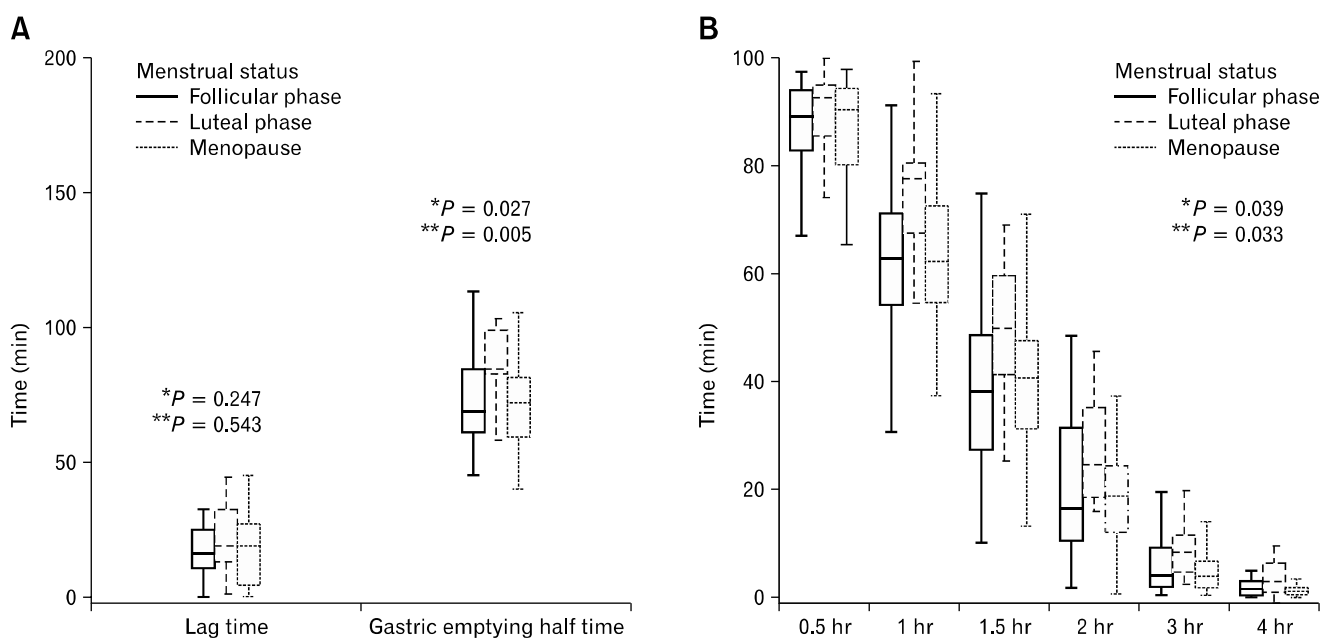 A
Time (min)
200
150
100
50
0
Menstrual status
Follicular phase
Luteal phase
Menopause
*P = 0.247
**P = 0.543
*P = 0.027
**P = 0.005
Lag time
Gastric emptying half time
B
Time (min)
100
80
60
40
20
0
Menstrual status
Follicular phase
Luteal phase
Menopause
*P = 0.039
**P = 0.033
0.5 hr
1 hr
1.5 hr
2 hr
3 hr
4 hr